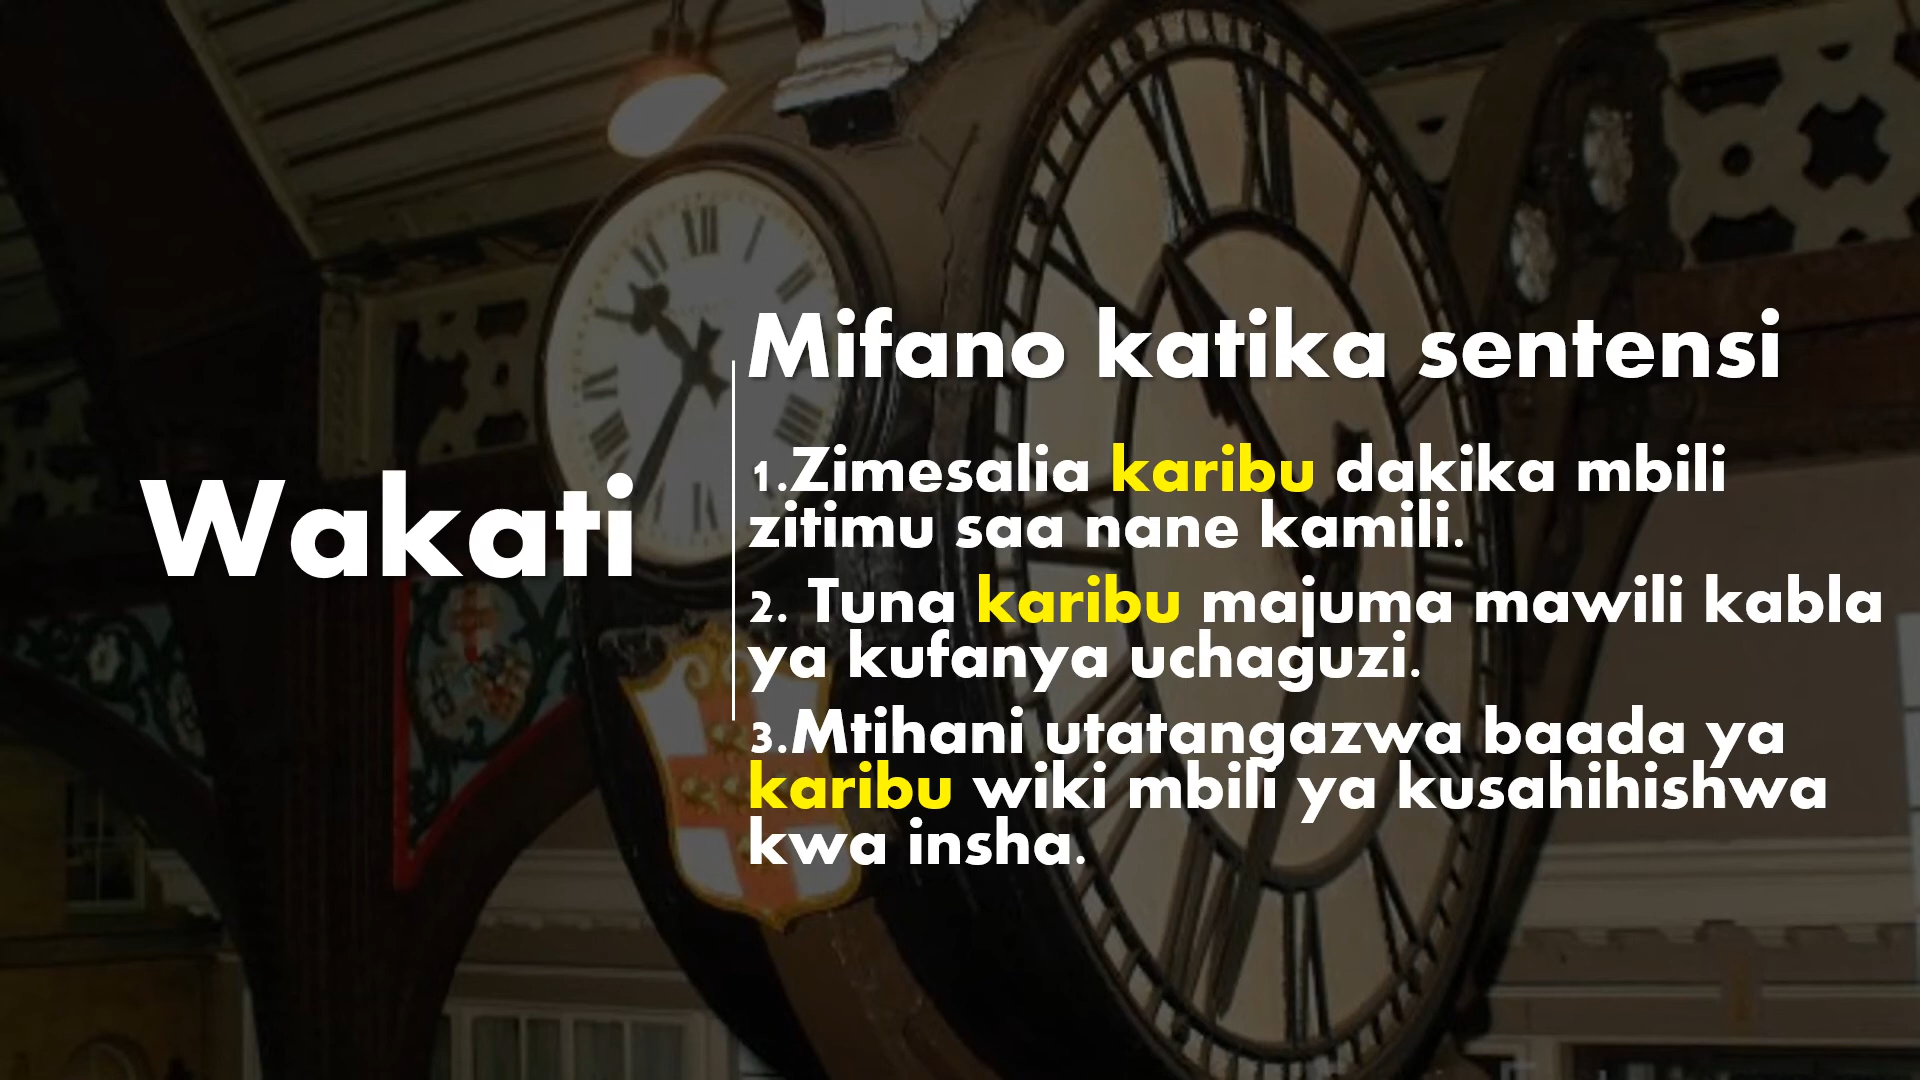 Wakati
Mifano katika sentensi
1.Zimesalia karibu dakika mbili
zitimu saa nane kamili.
2. Tuna karibu majuma mawili kabla
ya kufanya uchaguzi.
3.Mtihani utatangazwa baada ya
karibu wiki mbili ya kusahihishwa
kwa insha.